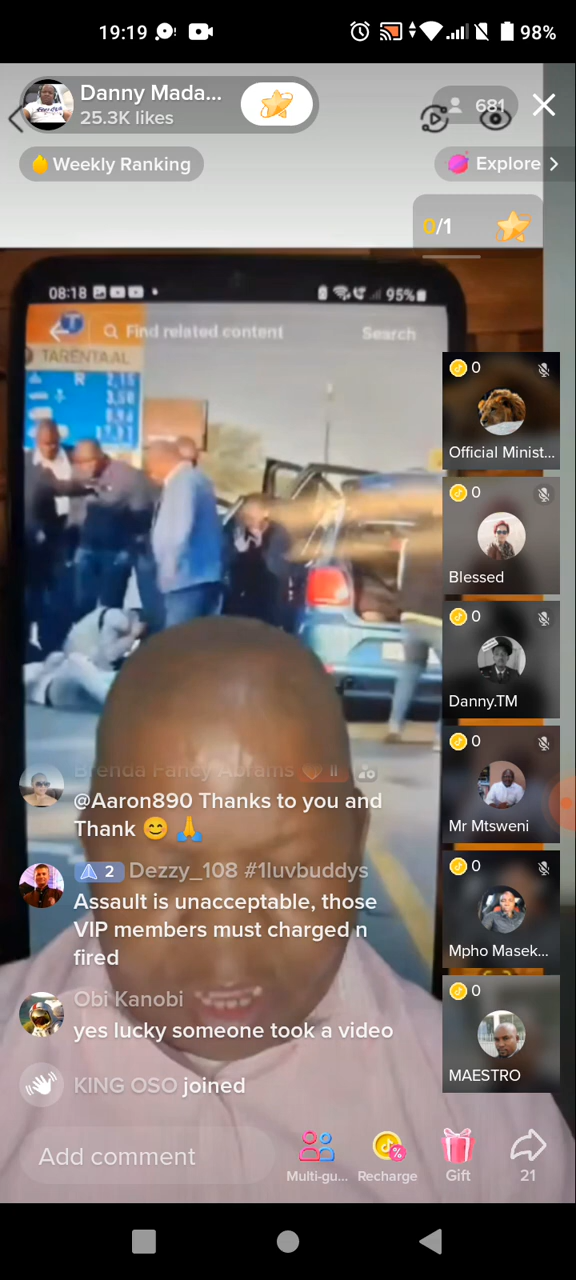 19:19
98%
Danny Mada...
25.3K likes
681
Weekly Ranking
Explore
0/1
08:18
95%
Find related content
Search
TARENTAAL
R
0
Official Minist...
0
Blessed
0
Danny.TM
0
Mr Mtsweni
0
Mpho Masek...
0
MAESTRO
Brenda Fancy Abrams
@Aaron890 Thanks to you and
Thank 😊 🙏
2 Dezzy_108 #1luvbuddys
Assault is unacceptable, those
VIP members must charged n
fired
Obi Kanobi
yes lucky someone took a video
KING OSO joined
Add comment
Multi-gu...
Recharge
Gift
21